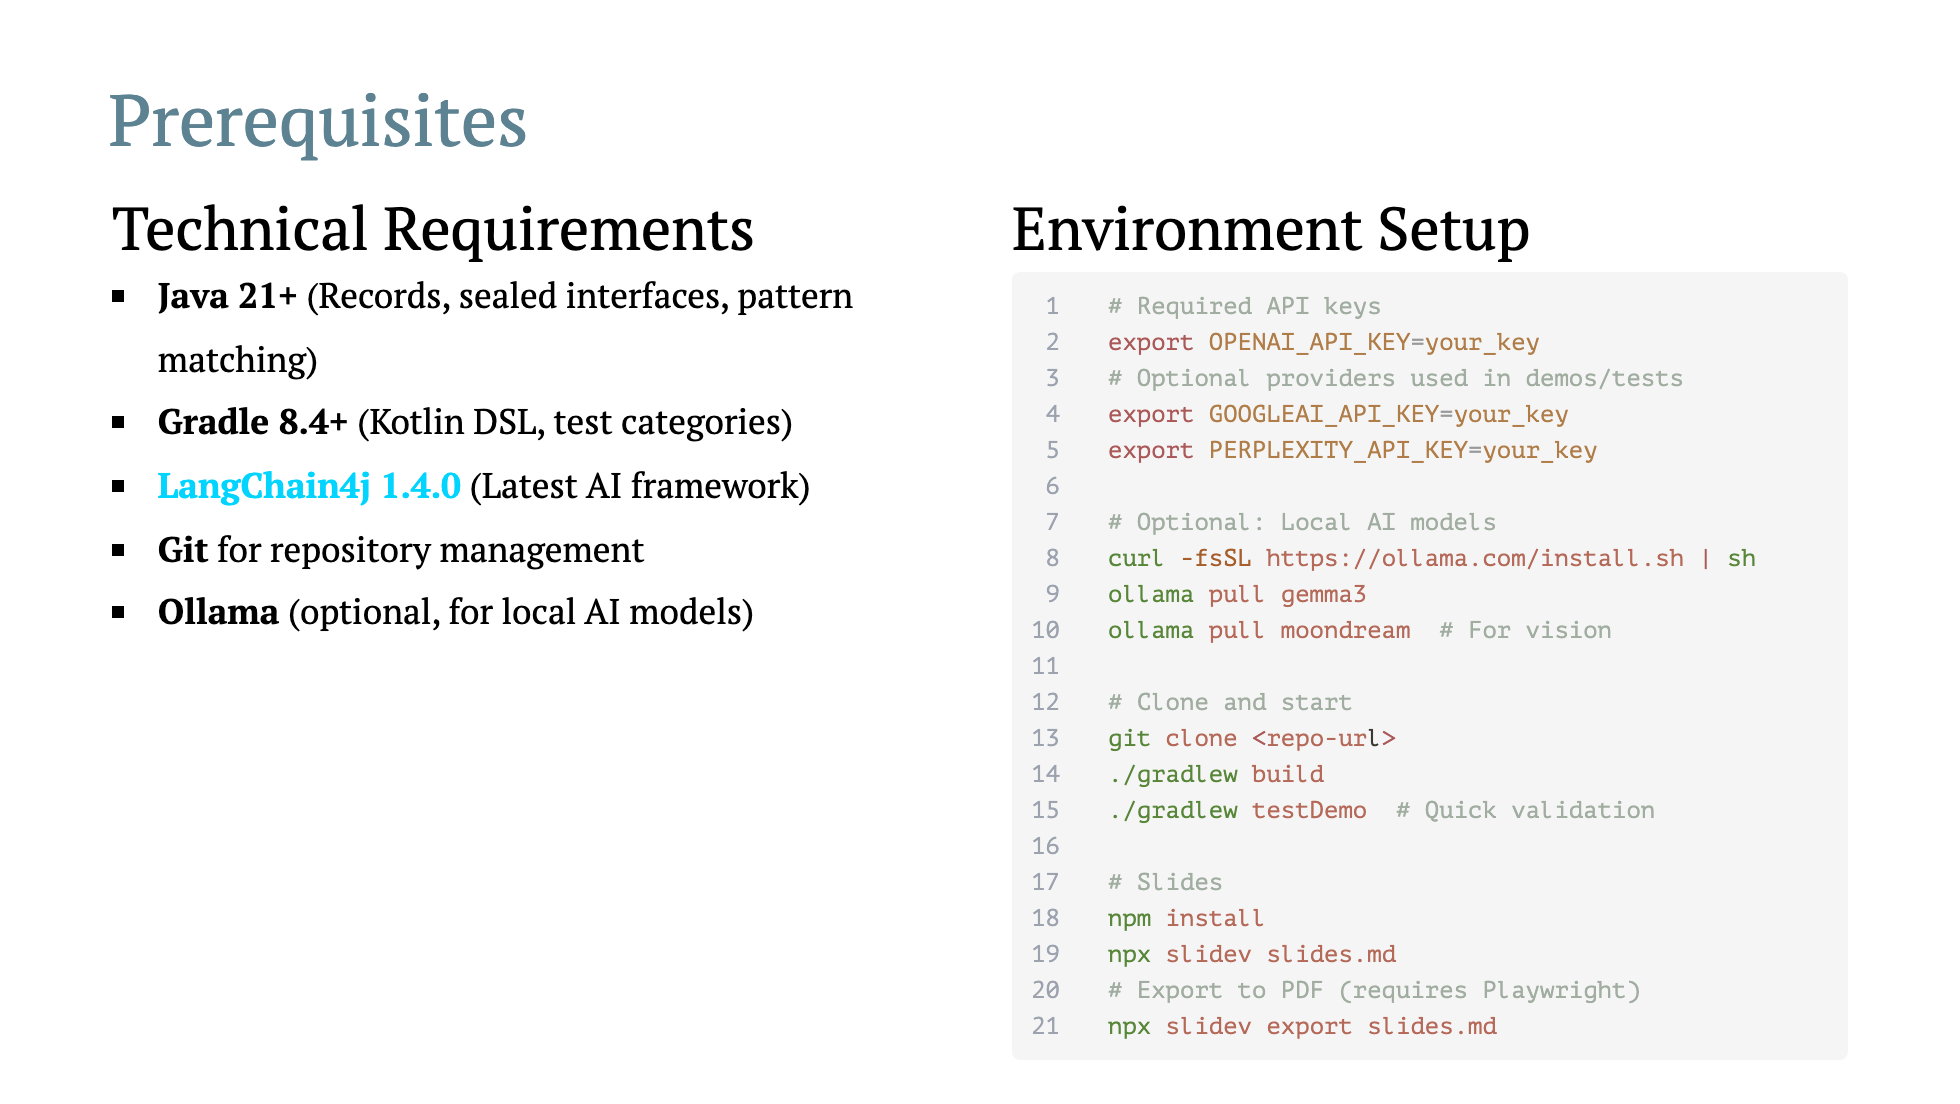 Prerequisites
Technical Requirements
▪ Java 21+ (Records, sealed interfaces, pattern
matching)
▪ Gradle 8.4+ (Kotlin DSL, test categories)
▪ LangChain4j 1.4.0 (Latest AI framework)
▪ Git for repository management
▪ Ollama (optional, for local AI models)
Environment Setup
1 # Required API keys
2 export OPENAI_API_KEY=your_key
3 # Optional providers used in demos/tests
4 export GOOGLEAI_API_KEY=your_key
5 export PERPLEXITY_API_KEY=your_key
6
7 # Optional: Local AI models
8 curl -fsSL https://ollama.com/install.sh | sh
9 ollama pull gemma3
10 ollama pull moondream  # For vision
11
12 # Clone and start
13 git clone <repo-url>
14 ./gradlew build
15 ./gradlew testDemo  # Quick validation
16
17 # Slides
18 npm install
19 npx slidev slides.md
20 # Export to PDF (requires Playwright)
21 npx slidev export slides.md